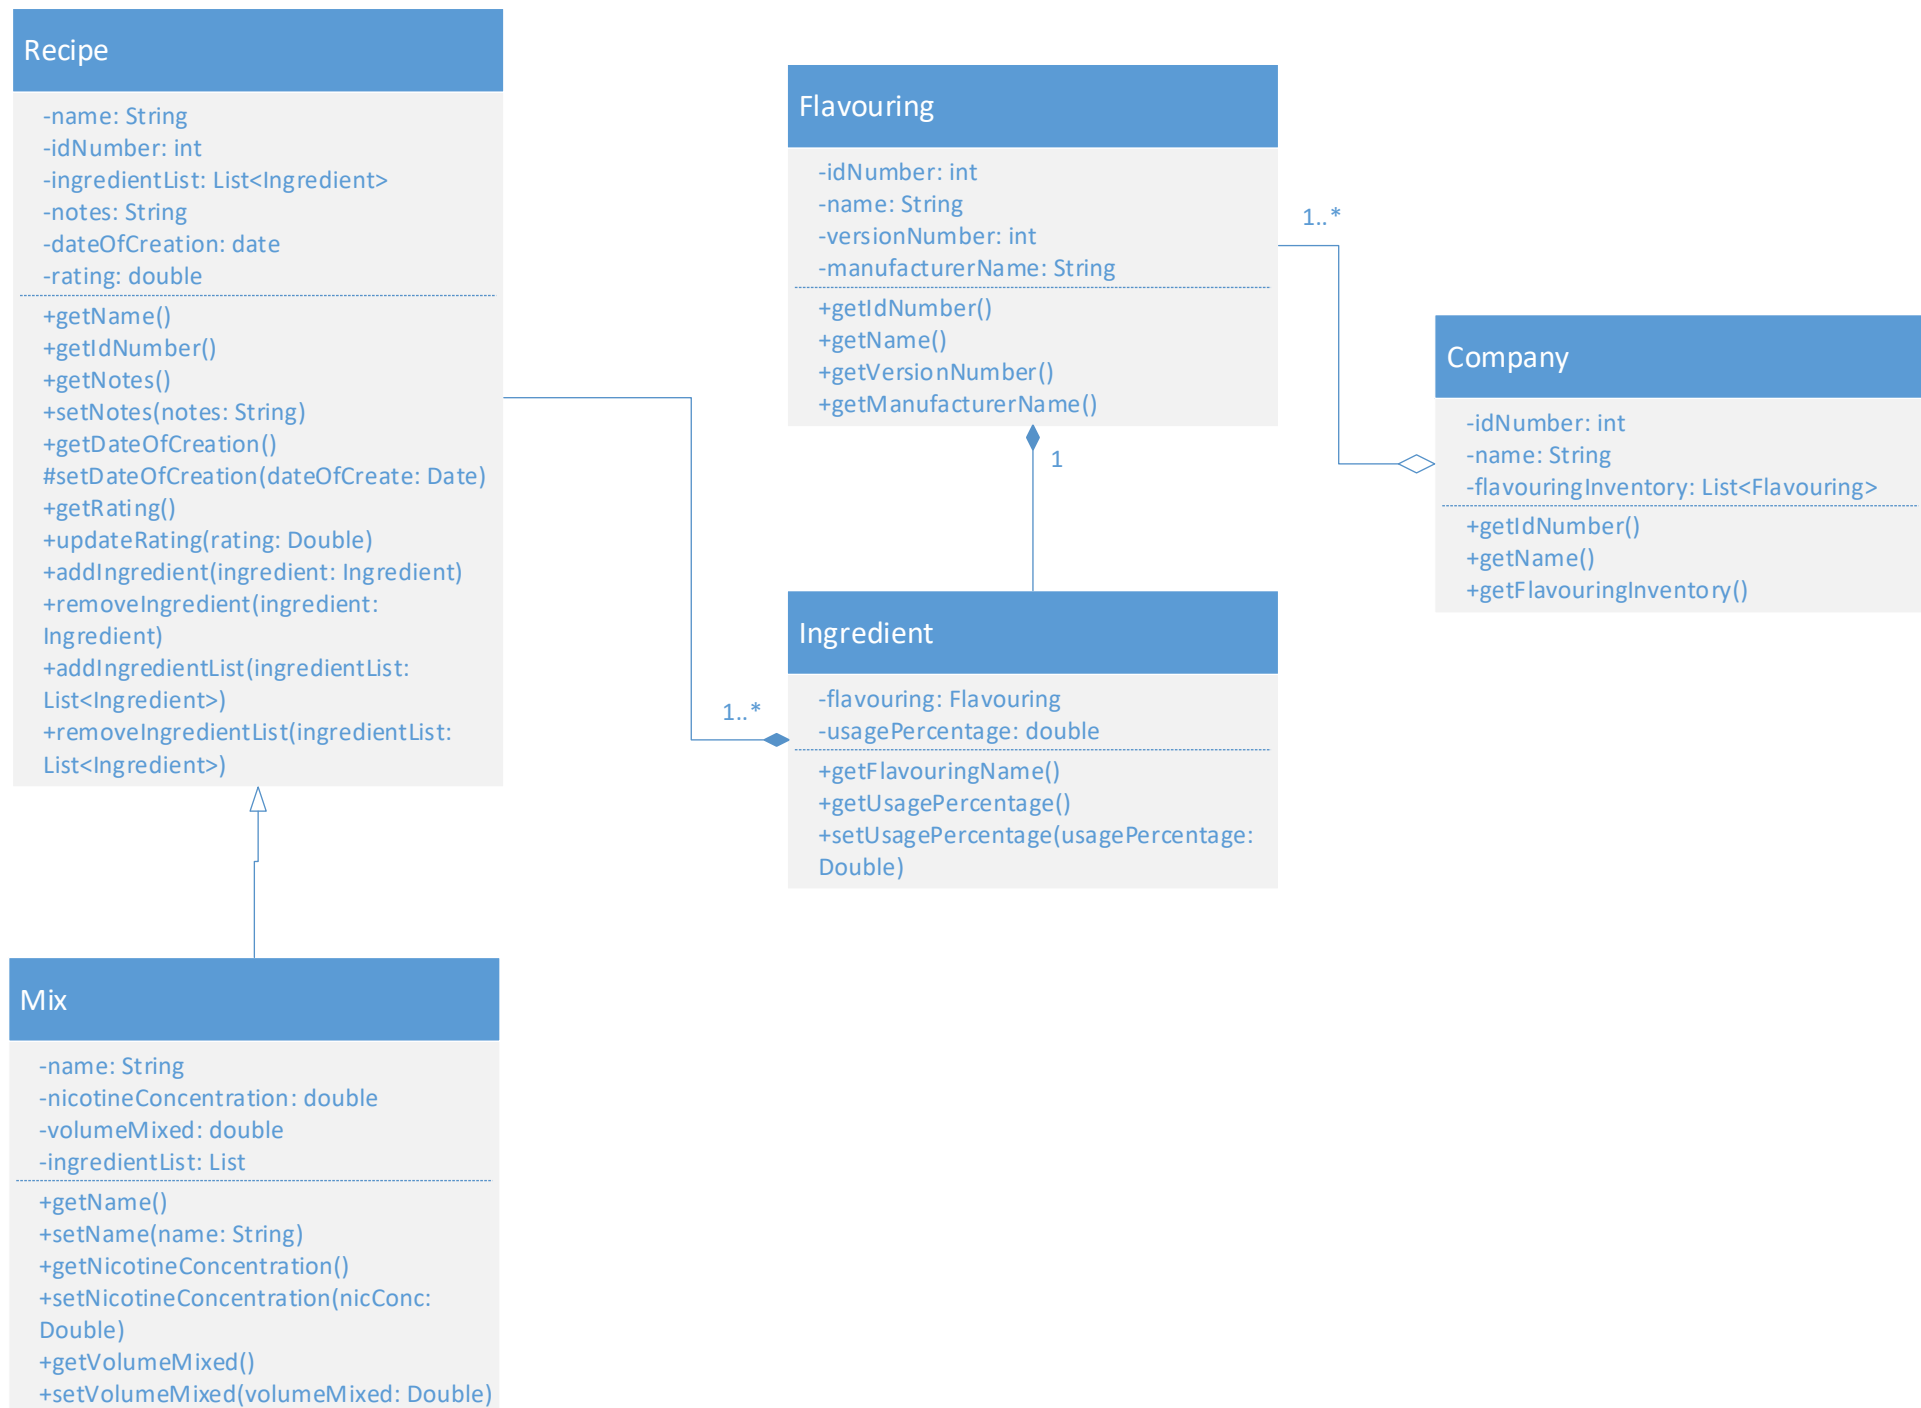 Recipe
-name: String
-idNumber: int
-ingredientList: List<Ingredient>
-notes: String
-dateOfCreation: date
-rating: double
+getName()
+getIdNumber()
+getNotes()
+setNotes(notes: String)
+getDateOfCreation()
#setDateOfCreation(dateOfCreate: Date)
+getRating()
+updateRating(rating: Double)
+addIngredient(ingredient: Ingredient)
+removeIngredient(ingredient:
Ingredient)
+addIngredientList(ingredientList:
List<Ingredient>)
+removeIngredientList(ingredientList:
List<Ingredient>)
Flavouring
-idNumber: int
-name: String
-versionNumber: int
-manufacturerName: String
+getIdNumber()
+getName()
+getVersionNumber()
+getManufacturerName()
1..*
1
Company
-idNumber: int
-name: String
-flavouringInventory: List<Flavouring>
+getIdNumber()
+getName()
+getFlavouringInventory()
Ingredient
-flavouring: Flavouring
-usagePercentage: double
+getFlavouringName()
+getUsagePercentage()
+setUsagePercentage(usagePercentage:
Double)
1..*
Mix
-name: String
-nicotineConcentration: double
-volumeMixed: double
-ingredientList: List
+getName()
+setName(name: String)
+getNicotineConcentration()
+setNicotineConcentration(nicConc:
Double)
+getVolumeMixed()
+setVolumeMixed(volumeMixed: Double)